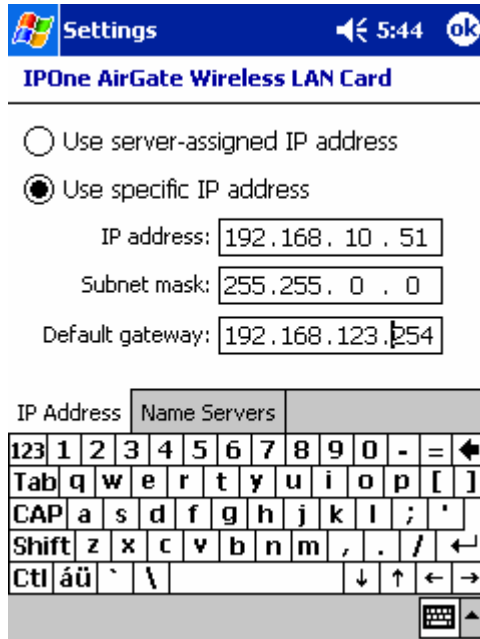 Settings 5:44 ok
IPOne AirGate Wireless LAN Card
Use server-assigned IP address
Use specific IP address
IP address: 192.168. 10 . 51
Subnet mask: 255.255. 0 . 0
Default gateway: 192.168.123.254
IP Address Name Servers
123 1 2 3 4 5 6 7 8 9 0 - =
Tab q w e r t y u i o p [ ]
CAP a s d f g h j k l ; '
Shift z x c v b n m , . /
Ctl áü ` \